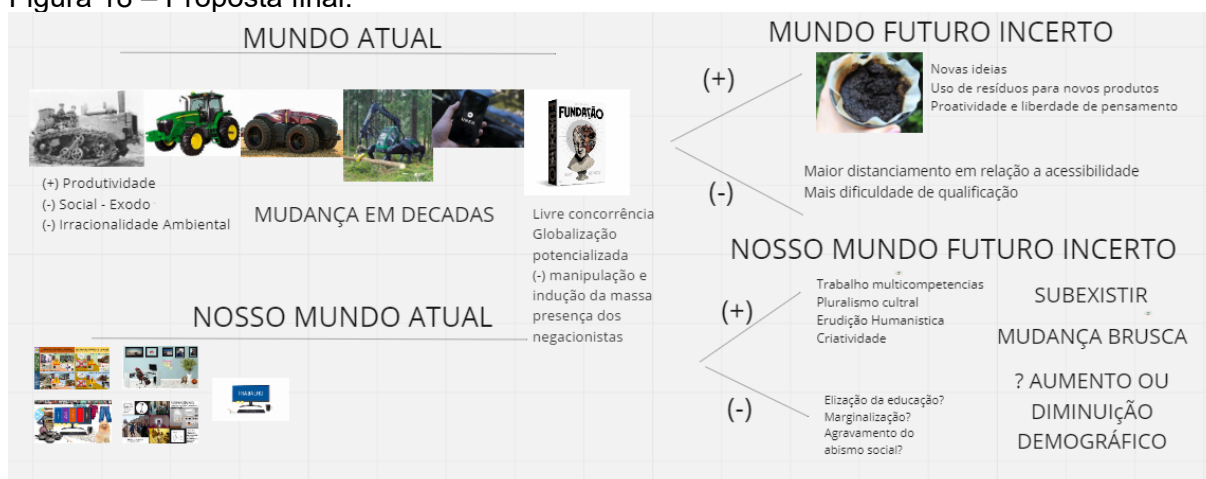 Figura 18 – Proposta final.
MUNDO ATUAL
UBER
FUNDAÇÃO
(+) Produtividade
(-) Social - Exodo
(-) Irracionalidade Ambiental
MUDANÇA EM DECADAS
Livre concorrência
Globalização
potencializada
(-) manipulação e
indução da massa
presença dos
negacionistas
NOSSO MUNDO ATUAL
TRABALHO
MUNDO FUTURO INCERTO
(+)
Novas ideias
Uso de resíduos para novos produtos
Proatividade e liberdade de pensamento
(-)
Maior distanciamento em relação a acessibilidade
Mais dificuldade de qualificação
NOSSO MUNDO FUTURO INCERTO
(+)
Trabalho multicompetencias
Pluralismo cultral
Erudição Humanistica
Criatividade
(-)
Elização da educação?
Marginalização?
Agravamento do
abismo social?
SUBEXISTIR
MUDANÇA BRUSCA
? AUMENTO OU
DIMINUIÇÃO
DEMOGRÁFICO